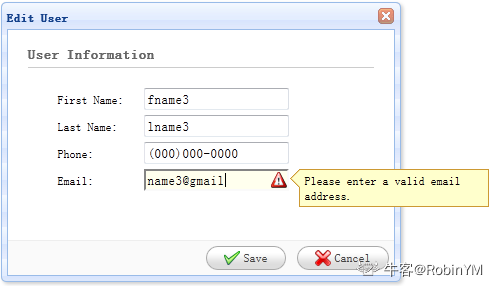 Edit User
User Information
First Name: fname3
Last Name: lname3
Phone: (000)000-0000
Email: name3@gmail
Please enter a valid email
address.
Save Cancel
牛客@RobinYM